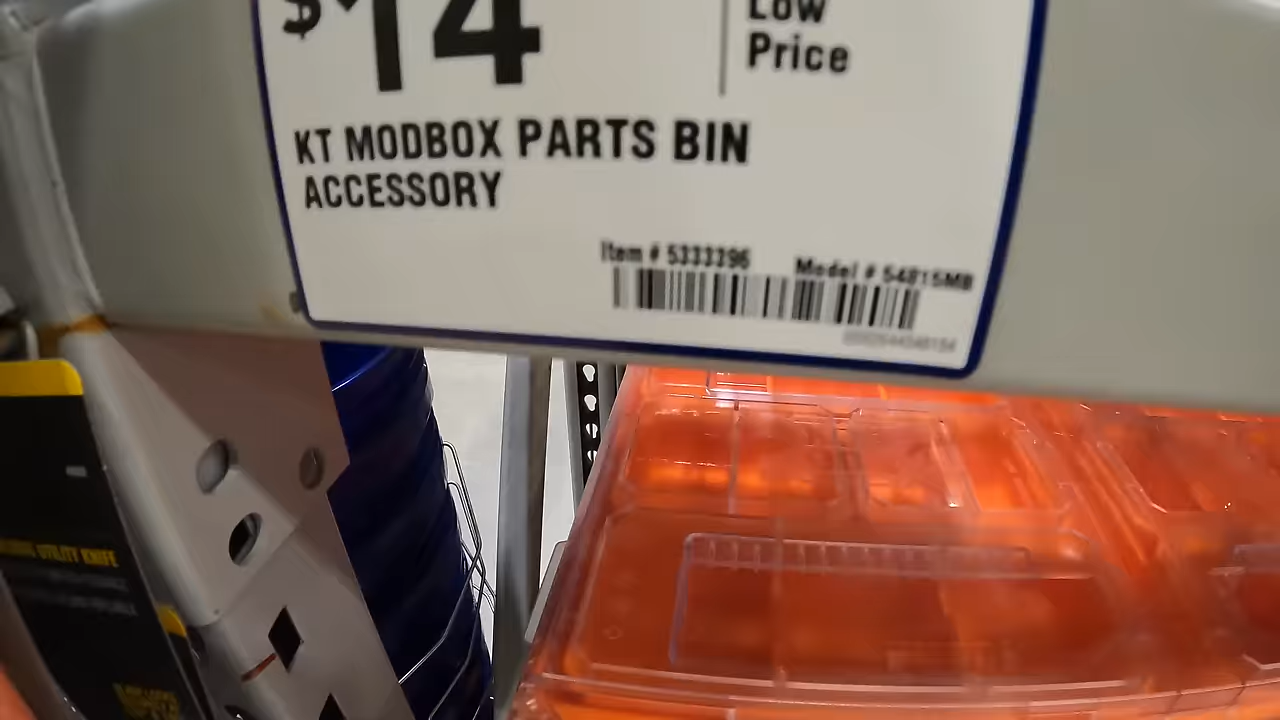 $14
Low
Price
KT MODBOX PARTS BIN
ACCESSORY
Item # 5333396
Model # 54815MB
UTILITY KNIFE